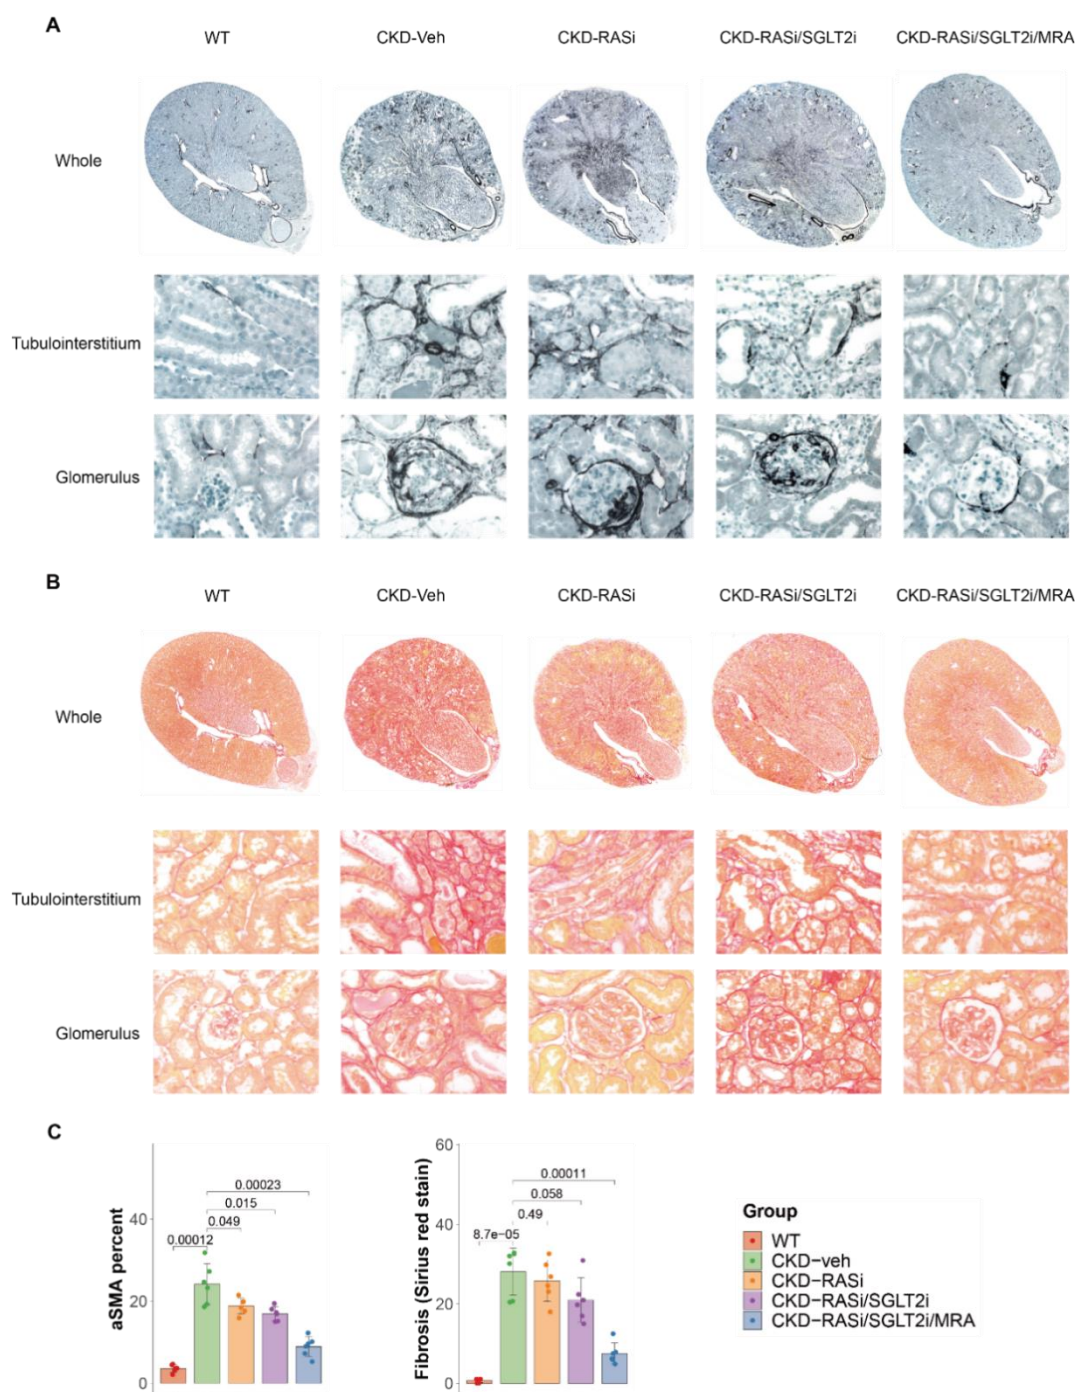 A
WT CKD-Veh CKD-RASi CKD-RASi/SGLT2i CKD-RASi/SGLT2i/MRA
Whole
Tubulointerstitium
Glomerulus
B
WT CKD-Veh CKD-RASi CKD-RASi/SGLT2i CKD-RASi/SGLT2i/MRA
Whole
Tubulointerstitium
Glomerulus
C
aSMA percent
40
20
0
0.00023
0.015
0.049
0.00012
Fibrosis (Sirius red stain)
60
40
20
0
0.00011
0.058
0.49
8.7e-05
Group
WT
CKD-veh
CKD-RASi
CKD-RASi/SGLT2i
CKD-RASi/SGLT2i/MRA